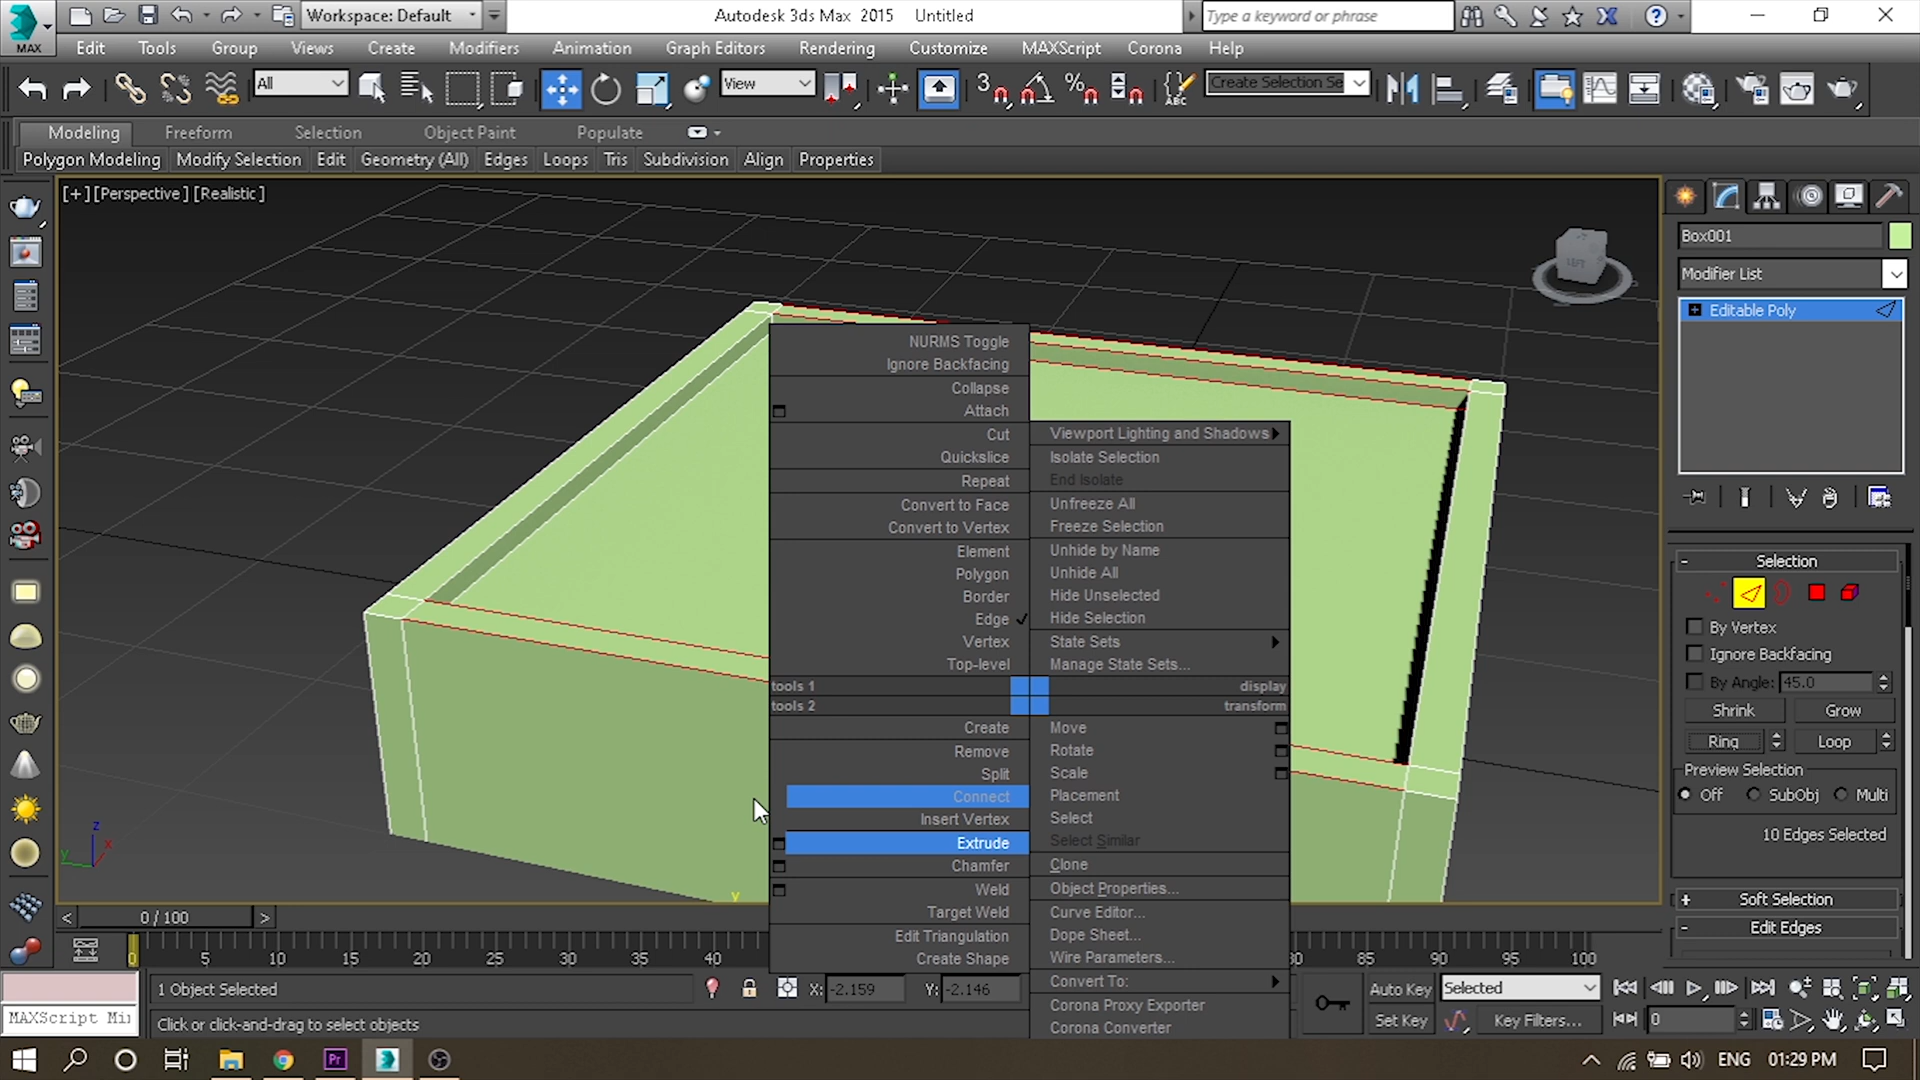 Workspace: Default
Autodesk 3ds Max 2015 Untitled
Type a keyword or phrase
MAX
Edit Tools Group Views Create Modifiers Animation Graph Editors Rendering Customize MAXScript Corona Help
All
View
3
ABC
Create Selection Se
Modeling Freeform Selection Object Paint Populate
Polygon Modeling Modify Selection Edit Geometry (All) Edges Loops Tris Subdivision Align Properties
[+] [Perspective] [Realistic]
NURMS Toggle
Ignore Backfacing
Collapse
Attach
Cut
Quickslice
Repeat
Convert to Face
Convert to Vertex
Element
Polygon
Border
Edge
Vertex
Top-level
tools 1
tools 2
Create
Remove
Split
Connect
Insert Vertex
Extrude
Chamfer
Weld
Target Weld
Edit Triangulation
Create Shape
Viewport Lighting and Shadows
Isolate Selection
End Isolate
Unfreeze All
Freeze Selection
Unhide by Name
Unhide All
Hide Unselected
Hide Selection
State Sets
Manage State Sets...
display
transform
Move
Rotate
Scale
Placement
Select
Select Similar
Clone
Object Properties...
Curve Editor...
Dope Sheet...
Wire Parameters...
Convert To:
Corona Proxy Exporter
Corona Converter
Box001
Modifier List
Editable Poly
Selection
By Vertex
Ignore Backfacing
By Angle: 45.0
Shrink Grow
Ring Loop
Preview Selection
Off SubObj Multi
10 Edges Selected
Soft Selection
Edit Edges
z
x
y
y
< 0 / 100 >
0 5 10 15 20 25 30 35 40 80 85 90 95 100
1 Object Selected
X: -2.159 Y: -2.146
Auto Key Selected
MAXScript Mi
Click or click-and-drag to select objects
Set Key Key Filters... 0
Pr
ENG 01:29 PM